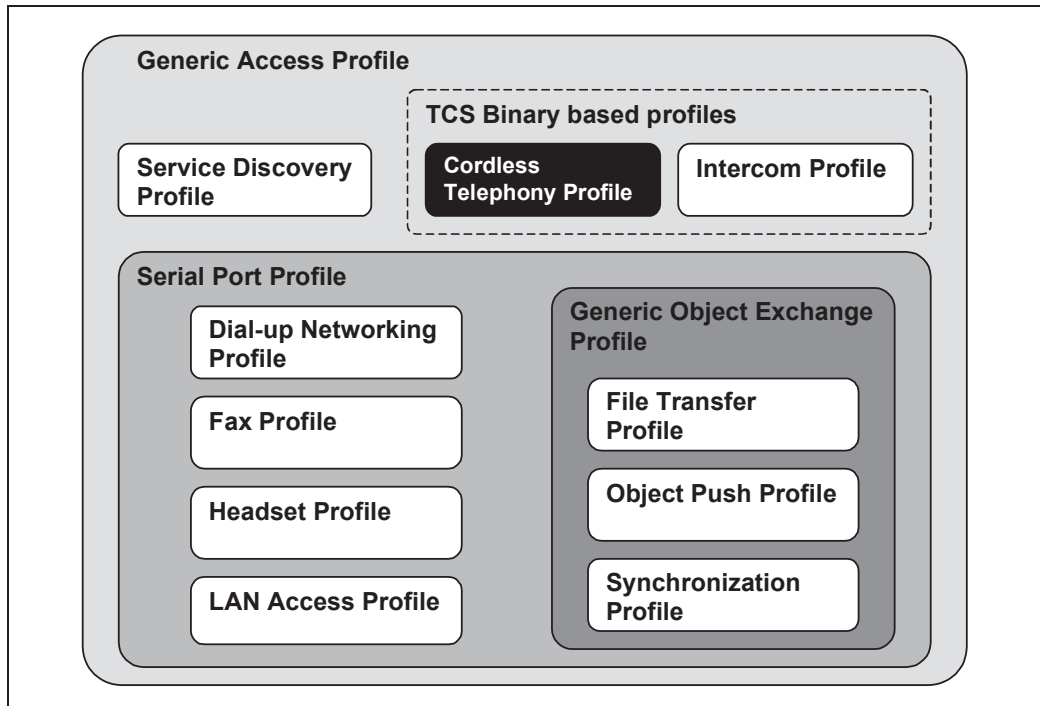 Generic Access Profile
TCS Binary based profiles
Service Discovery
Profile
Cordless
Telephony Profile
Intercom Profile
Serial Port Profile
Dial-up Networking
Profile
Fax Profile
Headset Profile
LAN Access Profile
Generic Object Exchange
Profile
File Transfer
Profile
Object Push Profile
Synchronization
Profile